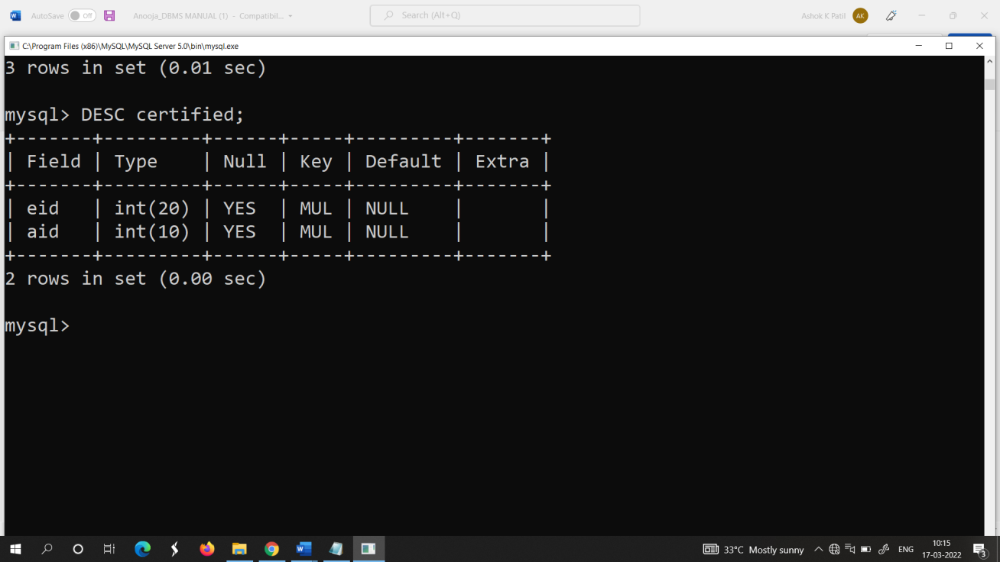 AutoSave Off Anooja_DBMS MANUAL (1) - Compatibil... Search (Alt+Q) Ashok K Patil AK
C:\Program Files (x86)\MySQL\MySQL Server 5.0\bin\mysql.exe
3 rows in set (0.01 sec)
mysql> DESC certified;
+-------+---------+------+-----+---------+-------+
| Field | Type    | Null | Key | Default | Extra |
+-------+---------+------+-----+---------+-------+
| eid   | int(20) | YES  | MUL | NULL    |       |
| aid   | int(10) | YES  | MUL | NULL    |       |
+-------+---------+------+-----+---------+-------+
2 rows in set (0.00 sec)
mysql>
33°C Mostly sunny ENG 10:15
17-03-2022 3